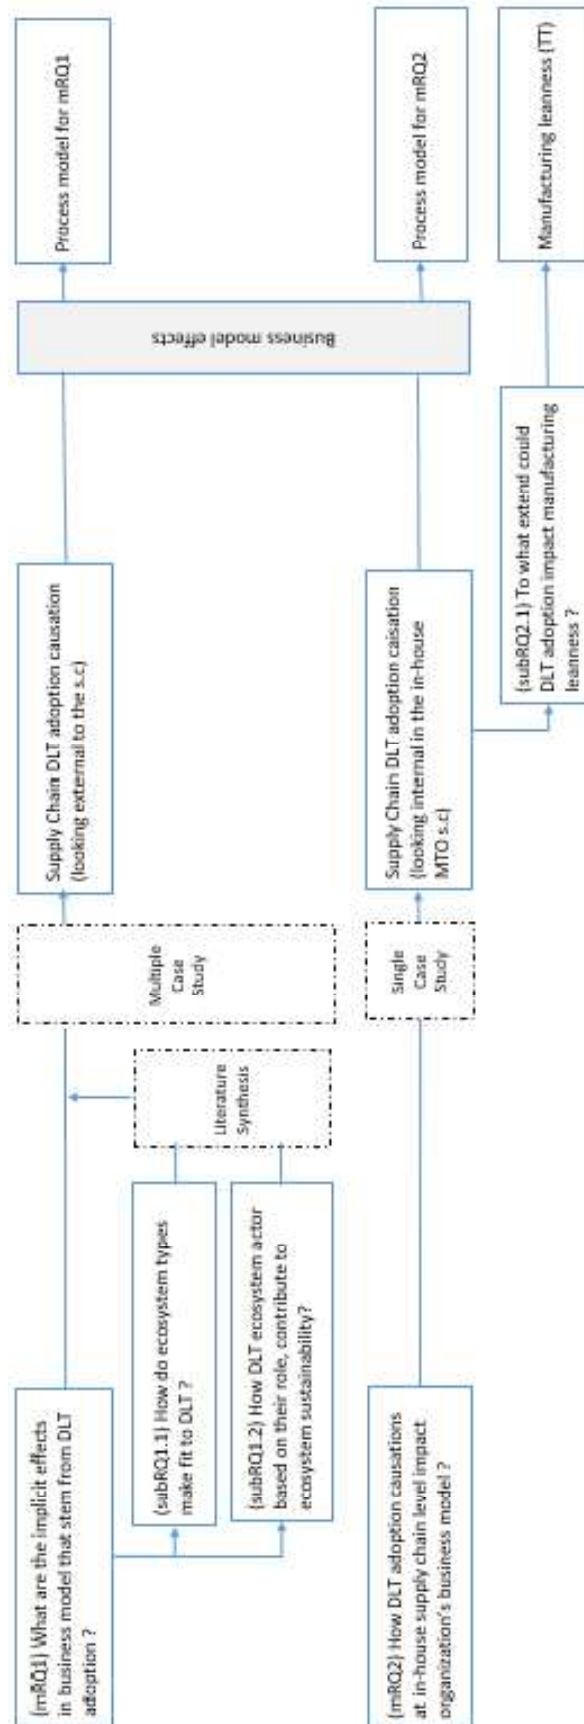 (mRQ1) What are the implicit effects
in business model that stem from DLT
adoption ?
(subRQ1.1) How do ecosystem types
make fit to DLT ?
(subRQ1.2) How DLT ecosystem actor
based on their role, contribute to
ecosystem sustainability?
Literature
Synthesis
Multiple
Case
Study
Supply Chain DLT adoption causation
(looking external to the s.c)
Business model effects
Process model for mRQ1
(mRQ2) How DLT adoption causations
at in-house supply chain level impact
organization's business model ?
Single
Case
Study
Supply Chain DLT adoption caisation
(looking internal in the in-house
MTO s.c)
Process model for mRQ2
(subRQ2.1) To what extend could
DLT adoption impact manufacturing
leanness ?
Manufacturing leanness (TT)